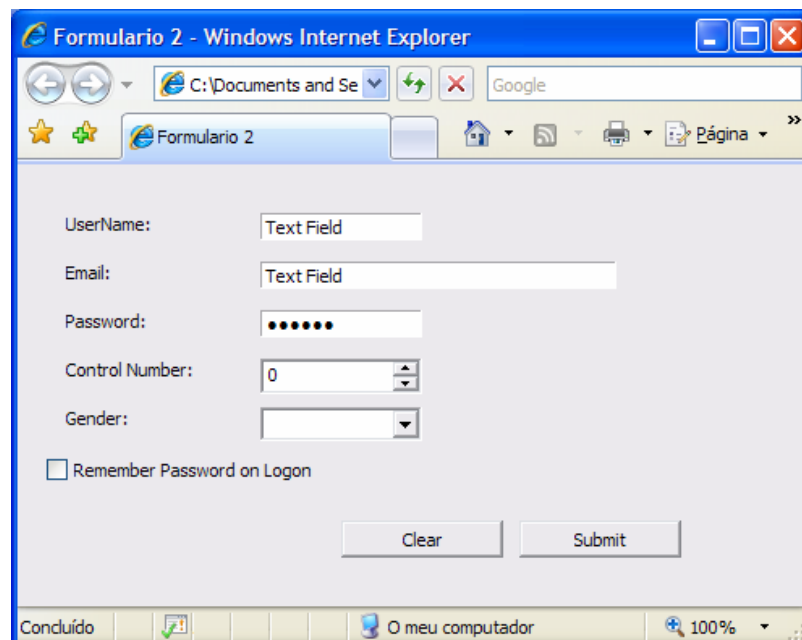 Formulario 2 - Windows Internet Explorer
C:\Documents and Se
Google
Formulario 2
Página
»
UserName:
Text Field
Email:
Text Field
Password:
●●●●●●
Control Number:
0
Gender:
Remember Password on Logon
Clear
Submit
Concluído
O meu computador
100%